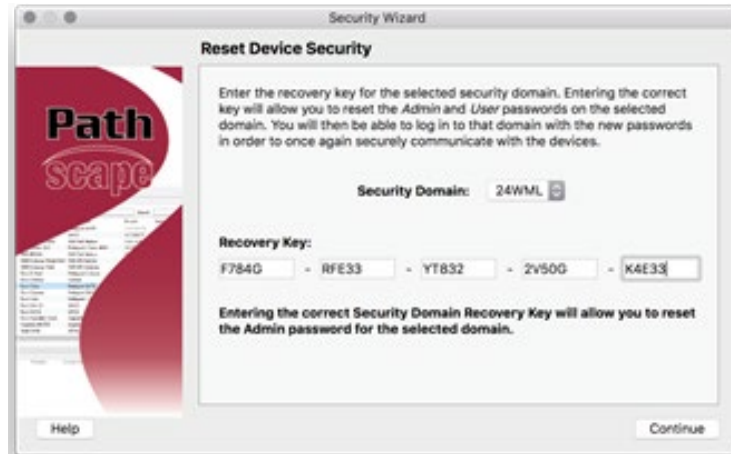 Security Wizard
Reset Device Security
Enter the recovery key for the selected security domain. Entering the correct
key will allow you to reset the Admin and User passwords on the selected
domain. You will then be able to log in to that domain with the new passwords
in order to once again securely communicate with the devices.
Security Domain: 24WML
Recovery Key:
F784G - RFE33 - YT832 - 2V50G - K4E33
Entering the correct Security Domain Recovery Key will allow you to reset
the Admin password for the selected domain.
Path
scape
Help
Continue